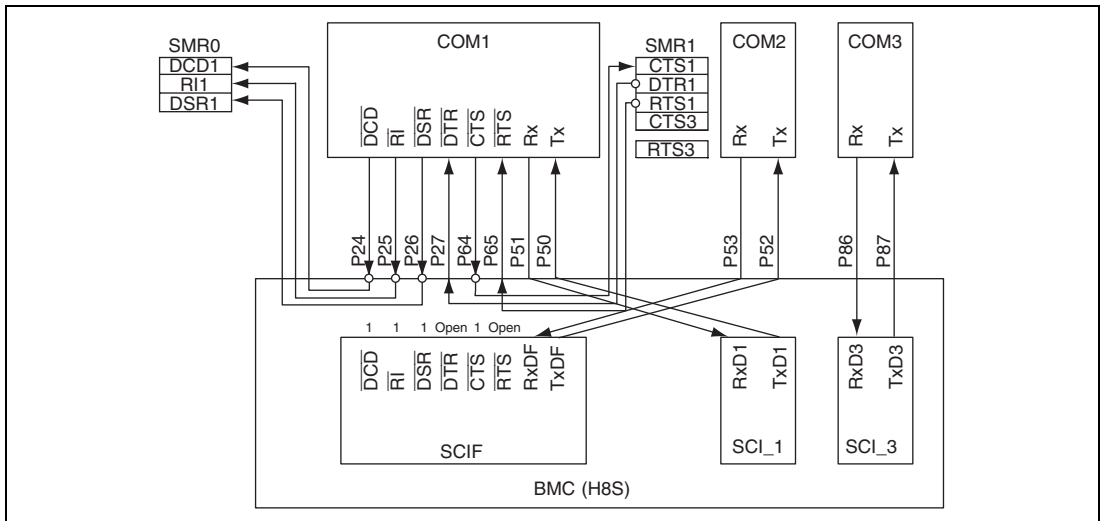 SMR0
DCD1
RI1
DSR1
COM1
DCD
RI
DSR
DTR
CTS
RTS
Rx
Tx
SMR1
CTS1
DTR1
RTS1
CTS3
RTS3
COM2
Rx
Tx
COM3
Rx
Tx
P24
P25
P26
P27
P64
P65
P51
P50
P53
P52
P86
P87
1 1 1 Open 1 Open
DCD
RI
DSR
DTR
CTS
RTS
RxDF
TxDF
SCIF
RxD1
TxD1
SCI_1
RxD3
TxD3
SCI_3
BMC (H8S)